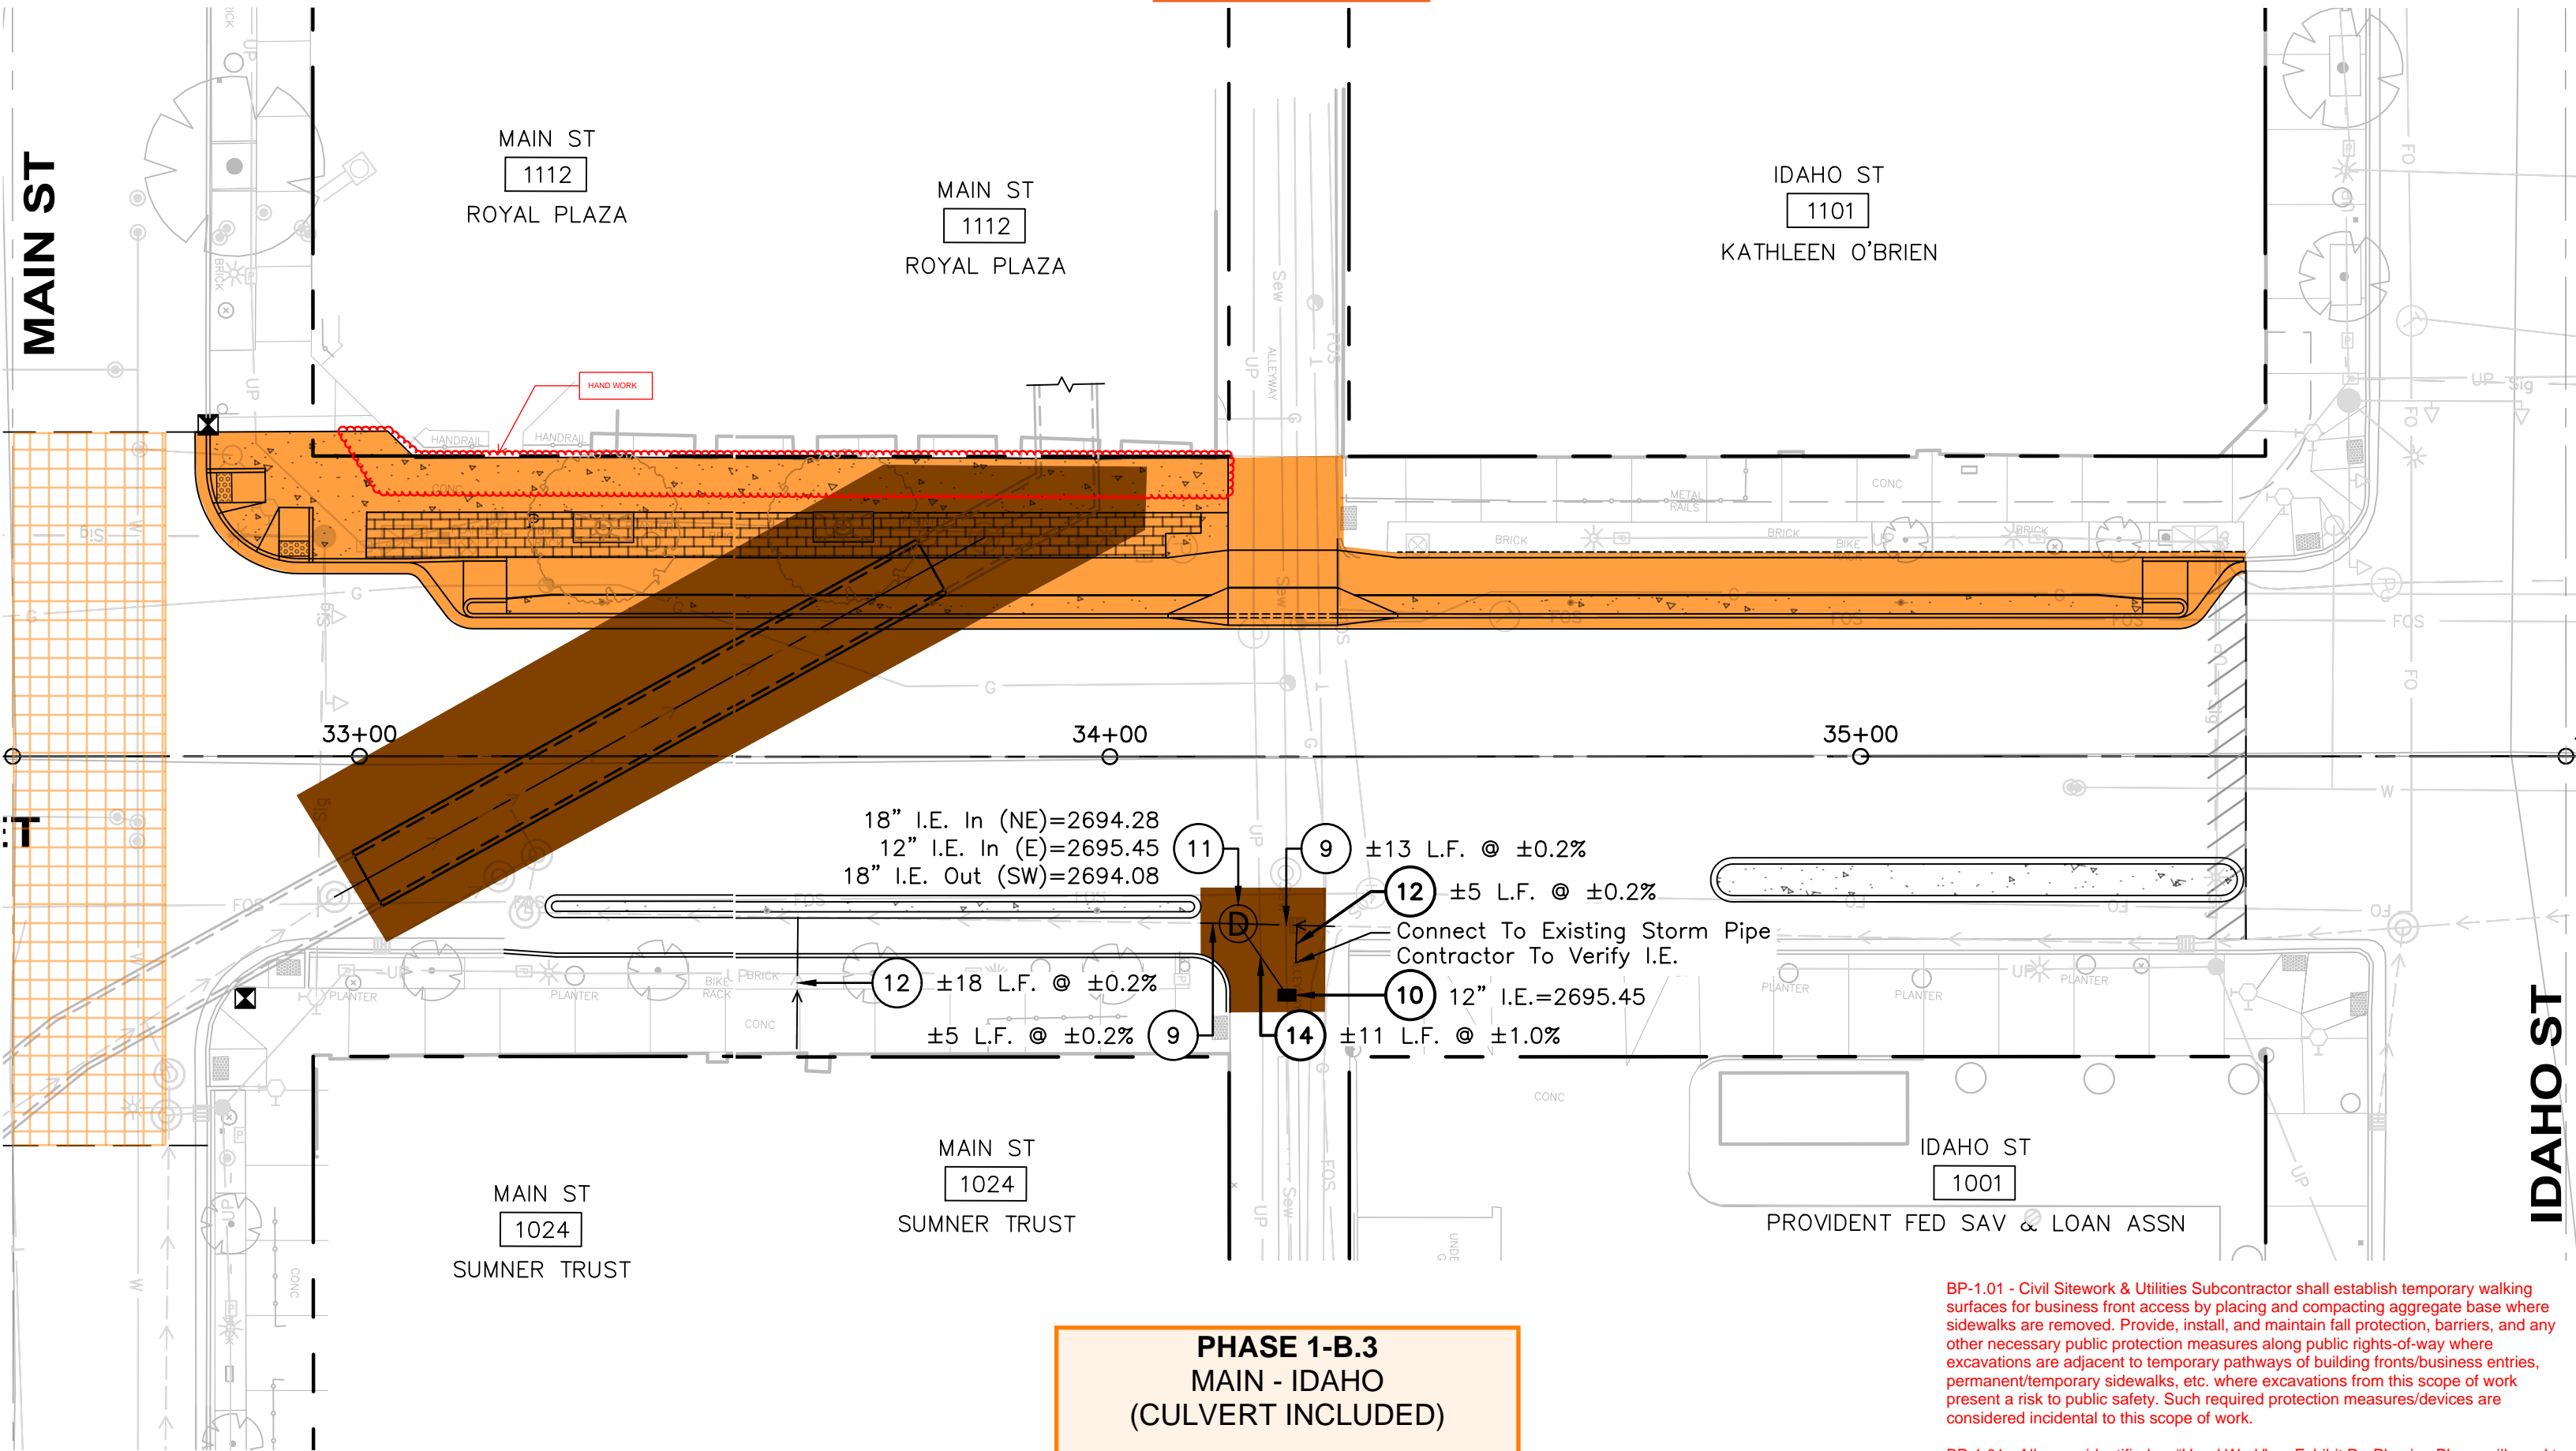 MAIN ST
MAIN ST
1112
ROYAL PLAZA
MAIN ST
1112
ROYAL PLAZA
IDAHO ST
1101
KATHLEEN O'BRIEN
HAND WORK
HANDRAIL
HANDRAIL
ALLEYWAY
CONC
METAL RAILS
CONC
BRICK
BRICK
BRICK
BIKE RACK
33+00
34+00
35+00
18" I.E. In (NE)=2694.28
12" I.E. In (E)=2695.45
18" I.E. Out (SW)=2694.08
11
9
±13 L.F. @ ±0.2%
12
±5 L.F. @ ±0.2%
Connect To Existing Storm Pipe
Contractor To Verify I.E.
D
12
±18 L.F. @ ±0.2%
10
12" I.E.=2695.45
±5 L.F. @ ±0.2%
9
14
±11 L.F. @ ±1.0%
PLANTER
PLANTER
BIKE RACK
BRICK
CONC
PLANTER
PLANTER
PLANTER
CONC
MAIN ST
1024
SUMNER TRUST
MAIN ST
1024
SUMNER TRUST
IDAHO ST
1001
PROVIDENT FED SAV & LOAN ASSN
IDAHO ST
PHASE 1-B.3
MAIN - IDAHO
(CULVERT INCLUDED)
BP-1.01 - Civil Sitework & Utilities Subcontractor shall establish temporary walking
surfaces for business front access by placing and compacting aggregate base where
sidewalks are removed. Provide, install, and maintain fall protection, barriers, and any
other necessary public protection measures along public rights-of-way where
excavations are adjacent to temporary pathways of building fronts/business entries,
permanent/temporary sidewalks, etc. where excavations from this scope of work
present a risk to public safety. Such required protection measures/devices are
considered incidental to this scope of work.